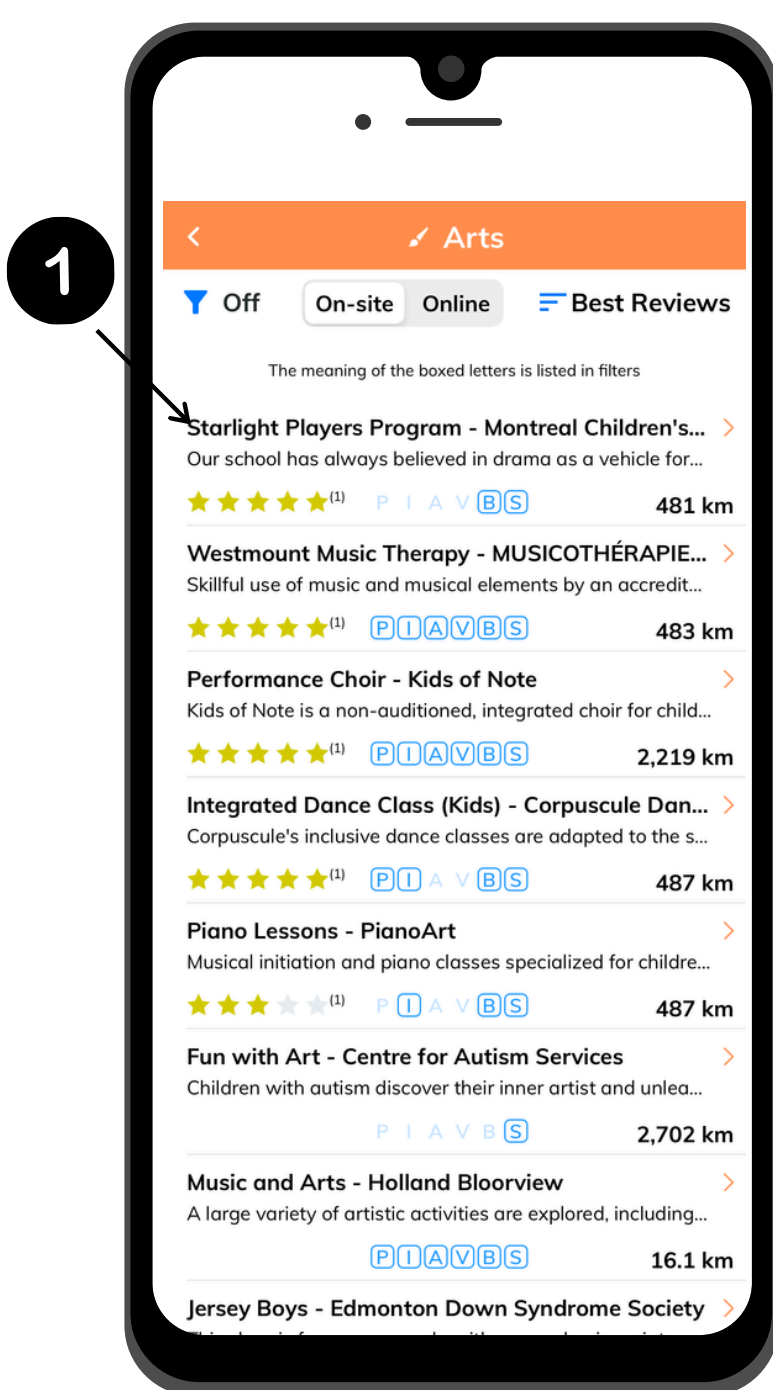 1
Arts
Off On-site Online Best Reviews
The meaning of the boxed letters is listed in filters
Starlight Players Program - Montreal Children's...
Our school has always believed in drama as a vehicle for...
(1) P I A V B S 481 km
Westmount Music Therapy - MUSICOTHÉRAPIE...
Skillful use of music and musical elements by an accredit...
(1) P I A V B S 483 km
Performance Choir - Kids of Note
Kids of Note is a non-auditioned, integrated choir for child...
(1) P I A V B S 2,219 km
Integrated Dance Class (Kids) - Corpuscule Dan...
Corpuscule's inclusive dance classes are adapted to the s...
(1) P I A V B S 487 km
Piano Lessons - PianoArt
Musical initiation and piano classes specialized for childre...
(1) P I A V B S 487 km
Fun with Art - Centre for Autism Services
Children with autism discover their inner artist and unlea...
P I A V B S 2,702 km
Music and Arts - Holland Bloorview
A large variety of artistic activities are explored, including...
P I A V B S 16.1 km
Jersey Boys - Edmonton Down Syndrome Society